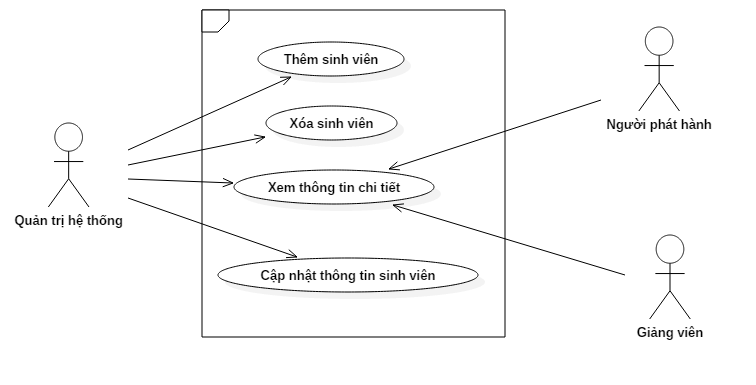 Thêm sinh viên
Người phát hành
Xóa sinh viên
Xem thông tin chi tiết
Quản trị hệ thống
Cập nhật thông tin sinh viên
Giảng viên